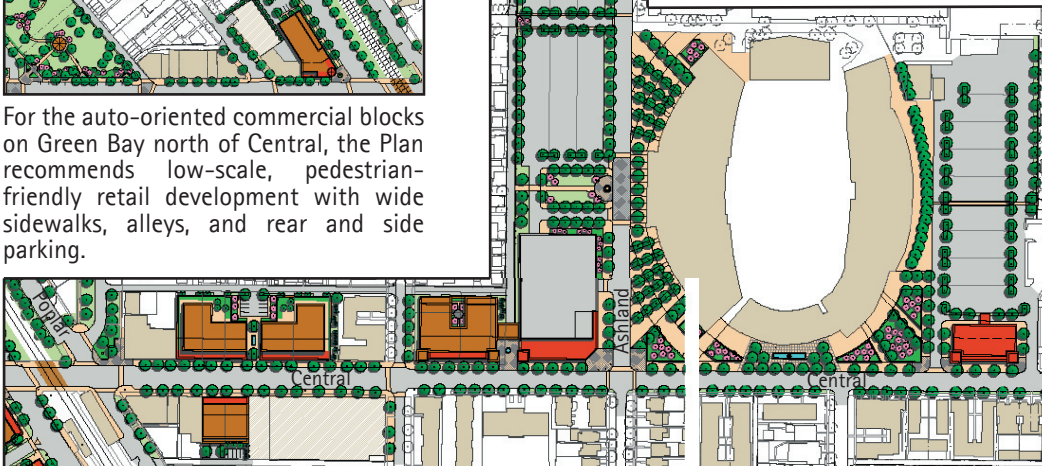 For the auto-oriented commercial blocks
on Green Bay north of Central, the Plan
recommends low-scale, pedestrian-
friendly retail development with wide
sidewalks, alleys, and rear and side
parking.
Poplar
Ashland
Central
Central